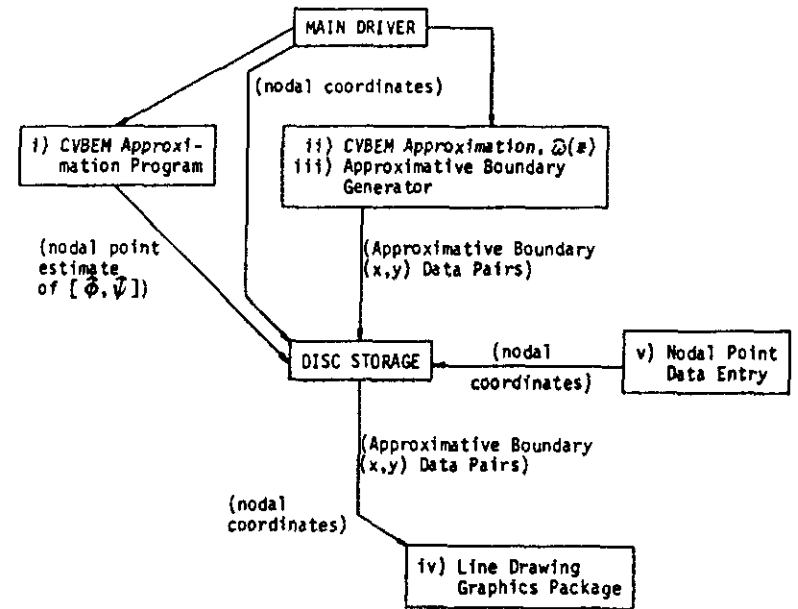 MAIN DRIVER
(nodal coordinates)
i) CVBEM Approxi-
mation Program
ii) CVBEM Approximation, ω̂(z)
iii) Approximative Boundary
Generator
(nodal point
estimate
of [ϕ̂,ψ̂])
(Approximative Boundary
(x,y) Data Pairs)
DISC STORAGE
(nodal
coordinates)
v) Nodal Point
Data Entry
(Approximative Boundary
(x,y) Data Pairs)
(nodal
coordinates)
iv) Line Drawing
Graphics Package